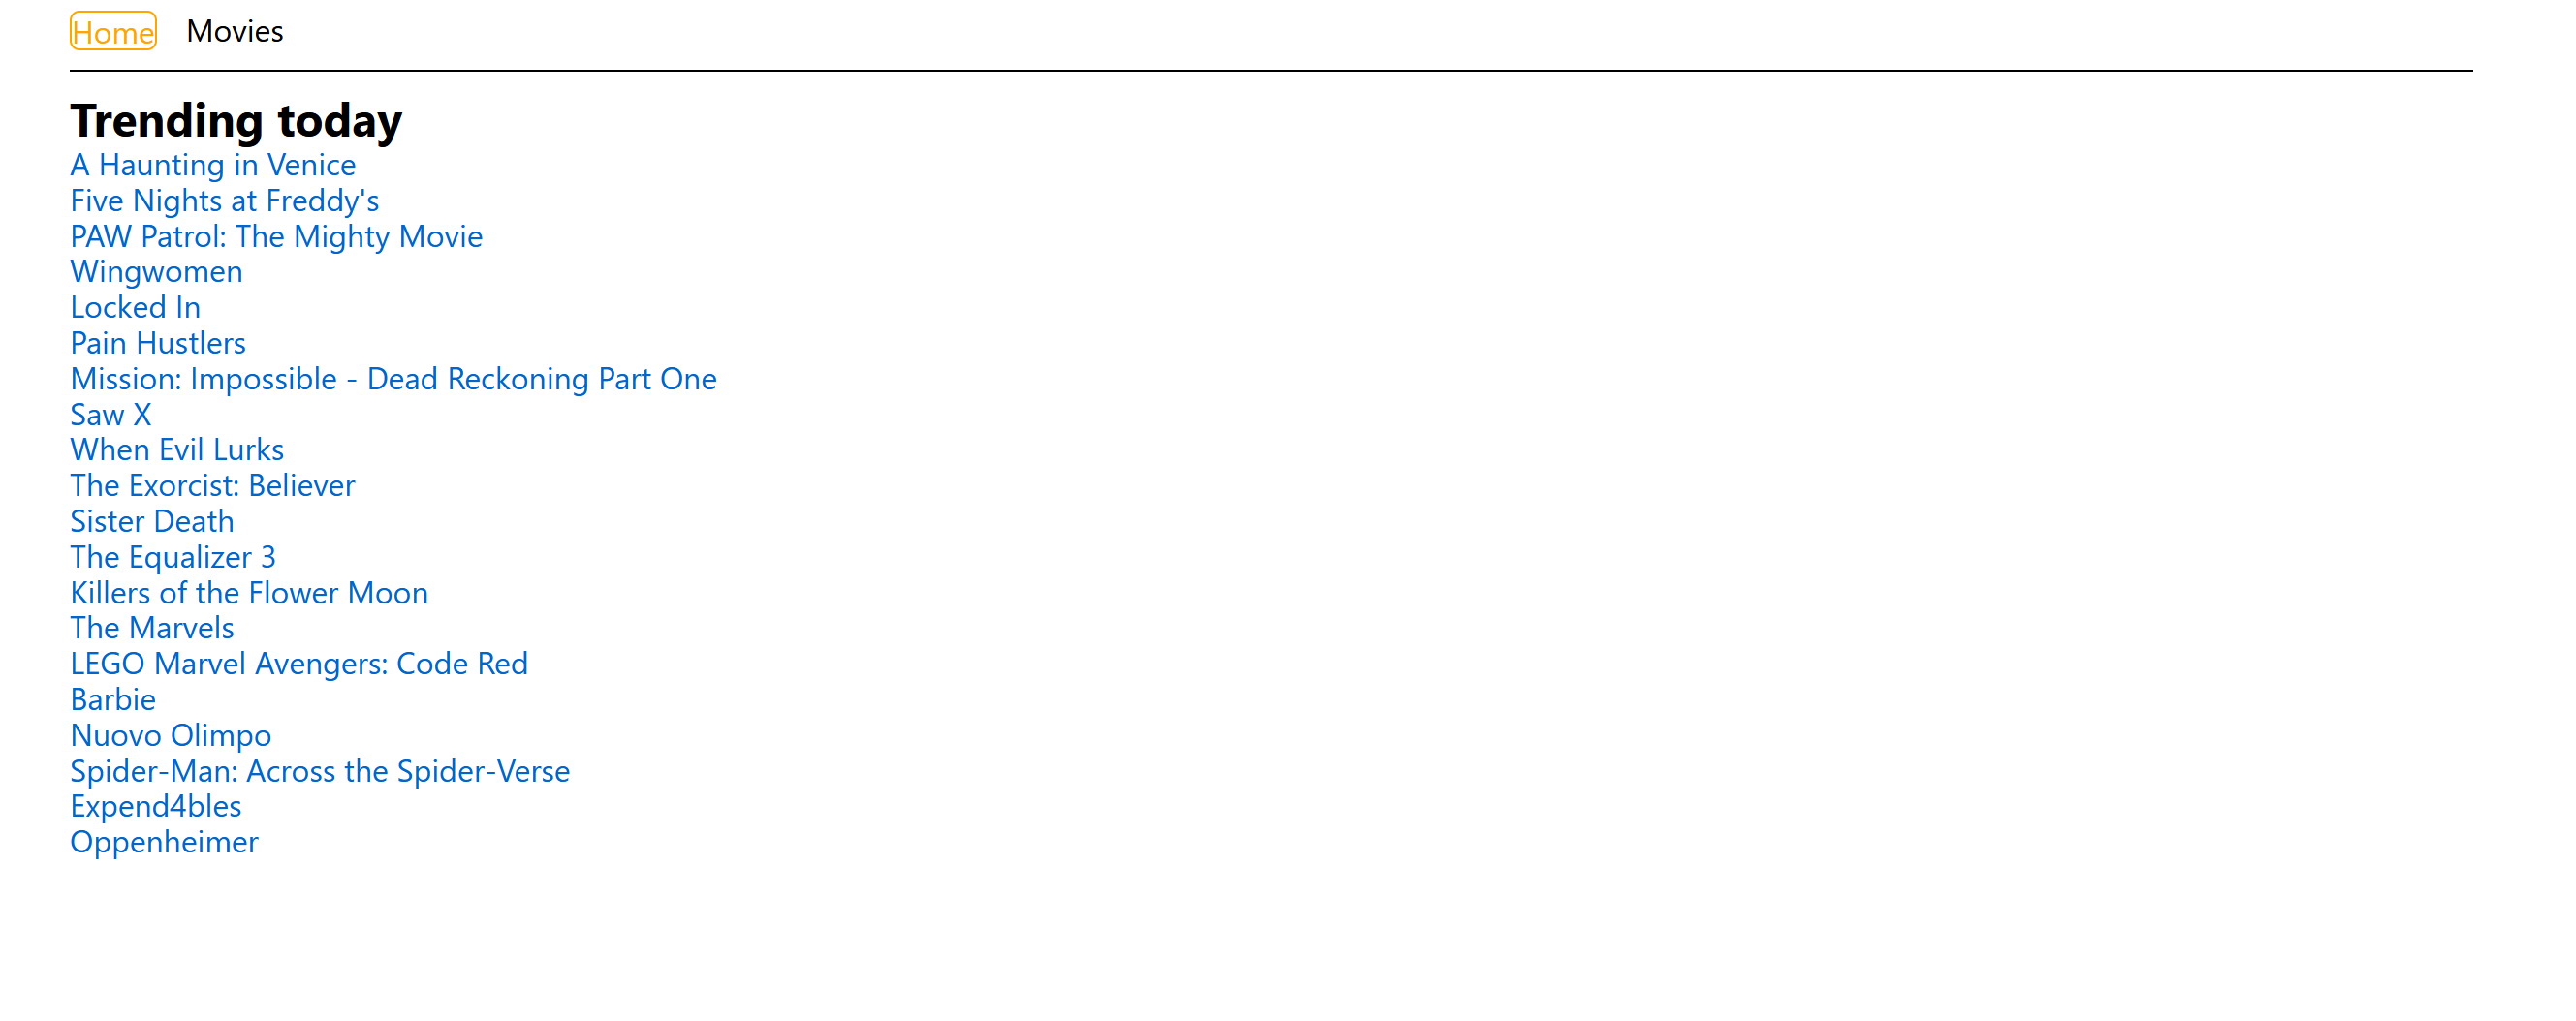 Home Movies
Trending today
A Haunting in Venice
Five Nights at Freddy's
PAW Patrol: The Mighty Movie
Wingwomen
Locked In
Pain Hustlers
Mission: Impossible - Dead Reckoning Part One
Saw X
When Evil Lurks
The Exorcist: Believer
Sister Death
The Equalizer 3
Killers of the Flower Moon
The Marvels
LEGO Marvel Avengers: Code Red
Barbie
Nuovo Olimpo
Spider-Man: Across the Spider-Verse
Expend4bles
Oppenheimer